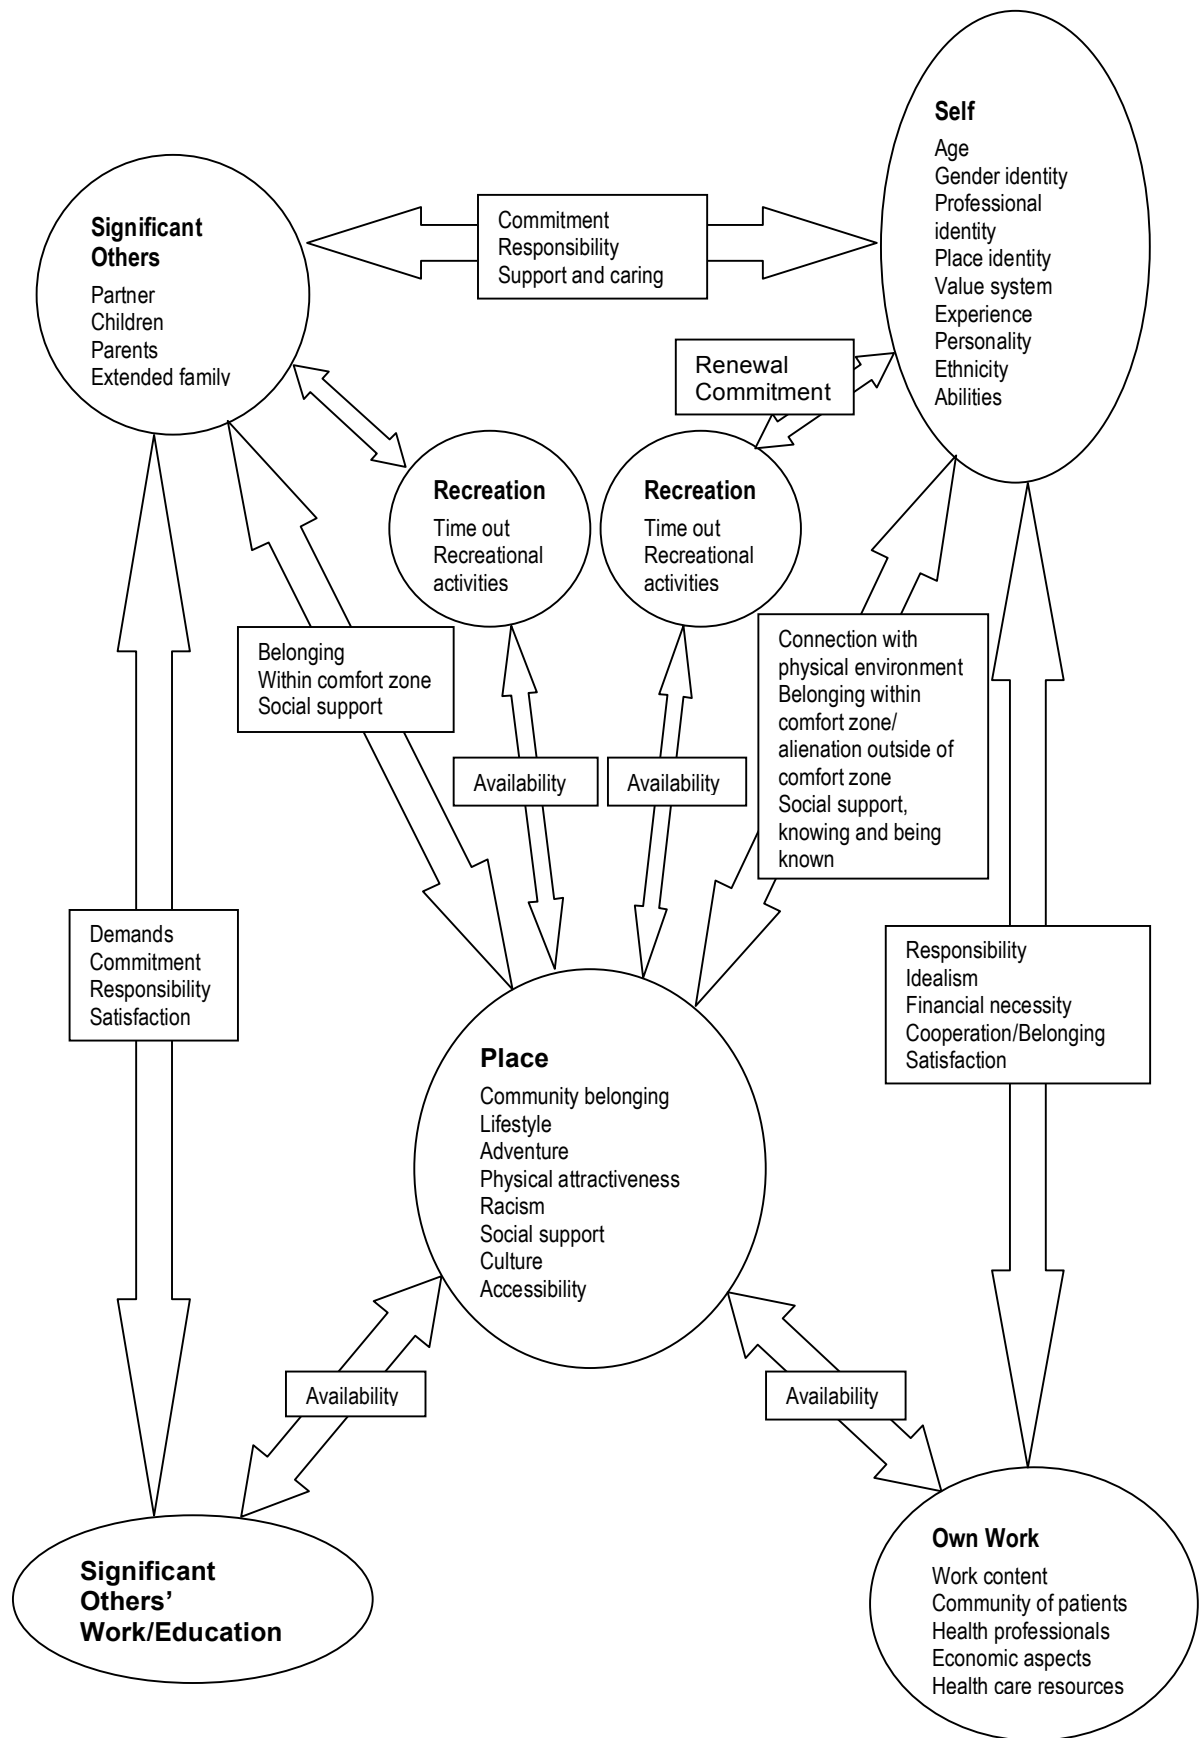 Self
Age
Gender identity
Professional
identity
Place identity
Value system
Experience
Personality
Ethnicity
Abilities
Significant
Others
Partner
Children
Parents
Extended family
Commitment
Responsibility
Support and caring
Renewal
Commitment
Recreation
Time out
Recreational
activities
Recreation
Time out
Recreational
activities
Belonging
Within comfort zone
Social support
Connection with
physical environment
Belonging within
comfort zone/
alienation outside of
comfort zone
Social support,
knowing and being
known
Availability
Availability
Demands
Commitment
Responsibility
Satisfaction
Responsibility
Idealism
Financial necessity
Cooperation/Belonging
Satisfaction
Place
Community belonging
Lifestyle
Adventure
Physical attractiveness
Racism
Social support
Culture
Accessibility
Availability
Availability
Significant
Others’
Work/Education
Own Work
Work content
Community of patients
Health professionals
Economic aspects
Health care resources